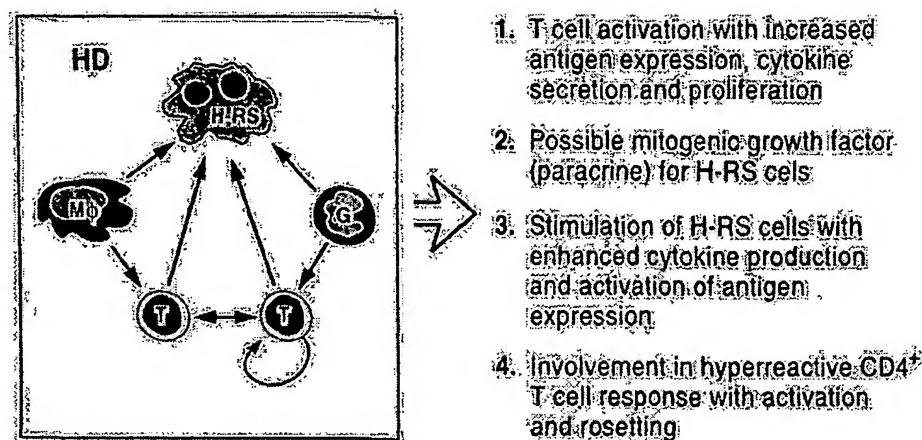 HD
H-RS
Mϕ
G
T
T
1. T cell activation with increased
antigen expression, cytokine
secretion and proliferation
2. Possible mitogenic growth factor
(paracrine) for H-RS cels
3. Stimulation of H-RS cells with
enhanced cytokine production
and activation of antigen
expression
4. Involvement in hyperreactive CD4⁺
T cell response with activation
and rosetting